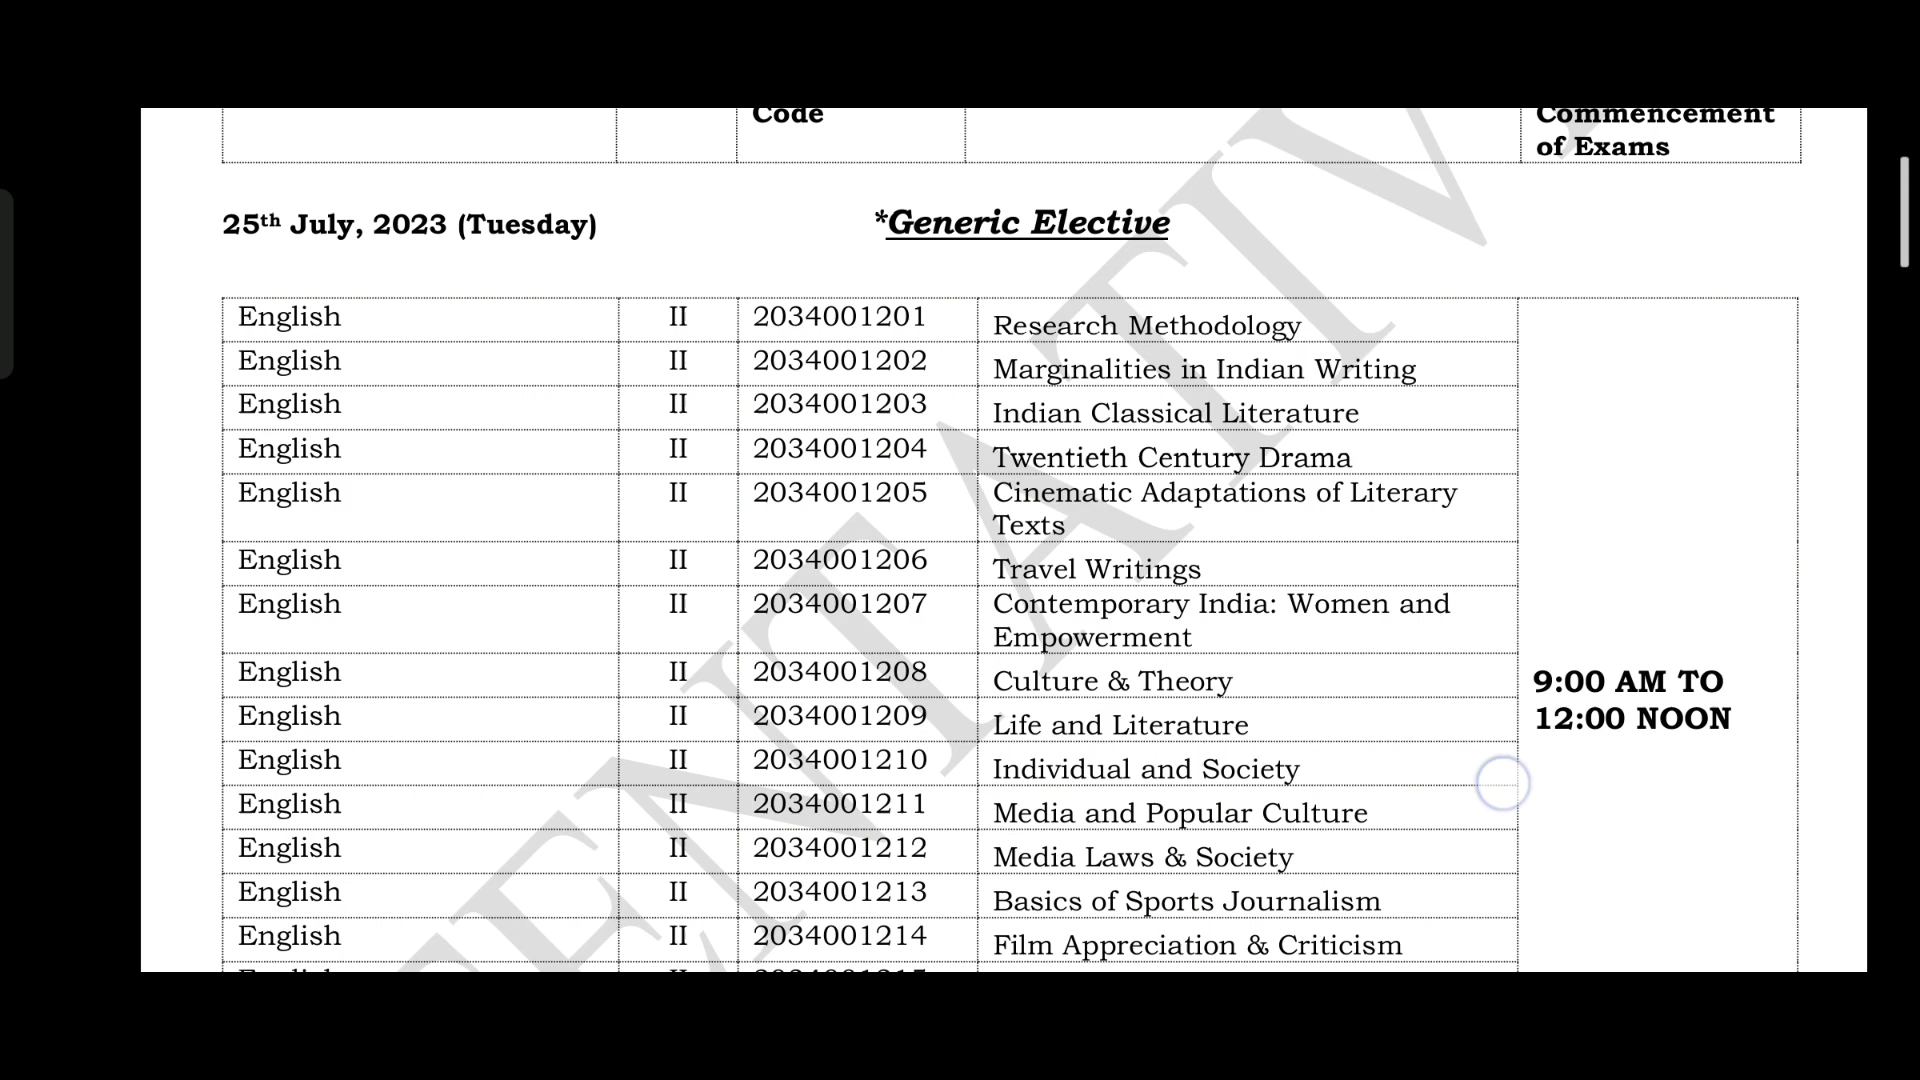 Code
Commencement
of Exams
25th July, 2023 (Tuesday) *Generic Elective
English II 2034001201 Research Methodology
English II 2034001202 Marginalities in Indian Writing
English II 2034001203 Indian Classical Literature
English II 2034001204 Twentieth Century Drama
English II 2034001205 Cinematic Adaptations of Literary
Texts
English II 2034001206 Travel Writings
English II 2034001207 Contemporary India: Women and
Empowerment
English II 2034001208 Culture & Theory
9:00 AM TO
12:00 NOON
English II 2034001209 Life and Literature
English II 2034001210 Individual and Society
English II 2034001211 Media and Popular Culture
English II 2034001212 Media Laws & Society
English II 2034001213 Basics of Sports Journalism
English II 2034001214 Film Appreciation & Criticism